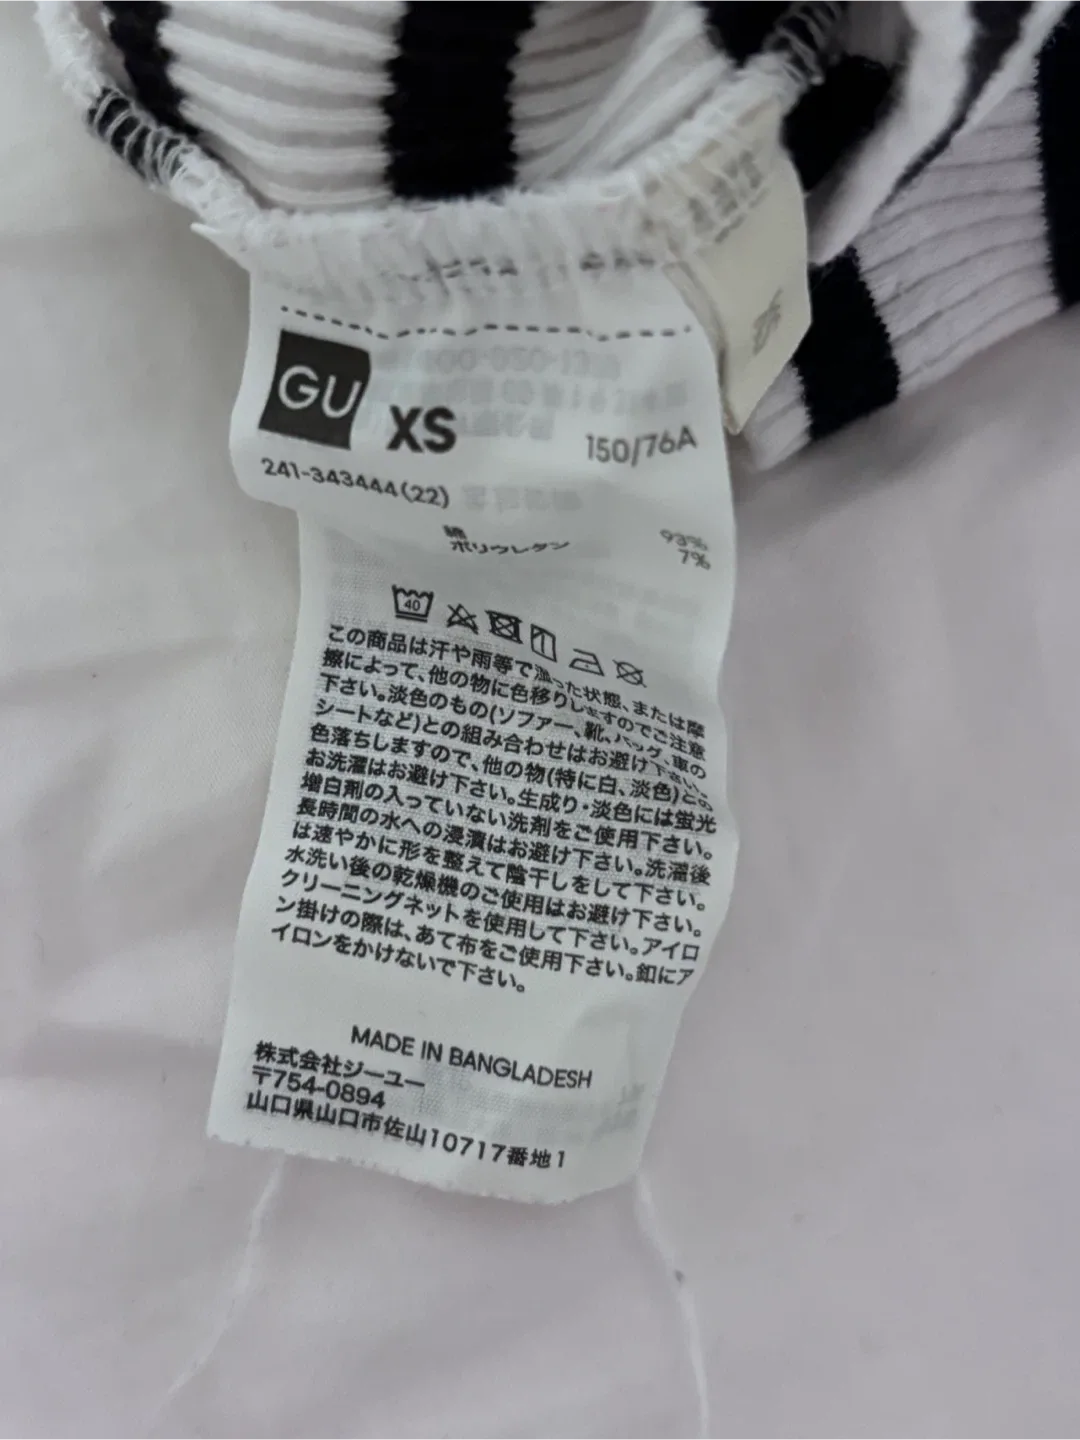 GU XS 150/76A
241-343444(22)
綿 93%
ポリウレタン 7%
40
この商品は汗や雨等で湿った状態、または摩
擦によって、他の物に色移りしますのでご注意
下さい。淡色のもの(ソファー、靴、バッグ、車の
シートなど)との組み合わせはお避け下さい。
色落ちしますので、他の物(特に白、淡色)との
お洗濯はお避け下さい。生成り・淡色には蛍光
増白剤の入っていない洗剤をご使用下さい。
長時間の水への浸漬はお避け下さい。洗濯後
は速やかに形を整えて陰干しをして下さい。
水洗い後の乾燥機のご使用はお避け下さい。
クリーニングネットを使用して下さい。アイロ
ン掛けの際は、あて布をご使用下さい。釦にア
イロンをかけないで下さい。
MADE IN BANGLADESH
株式会社ジーユー
〒754-0894
山口県山口市佐山10717番地1